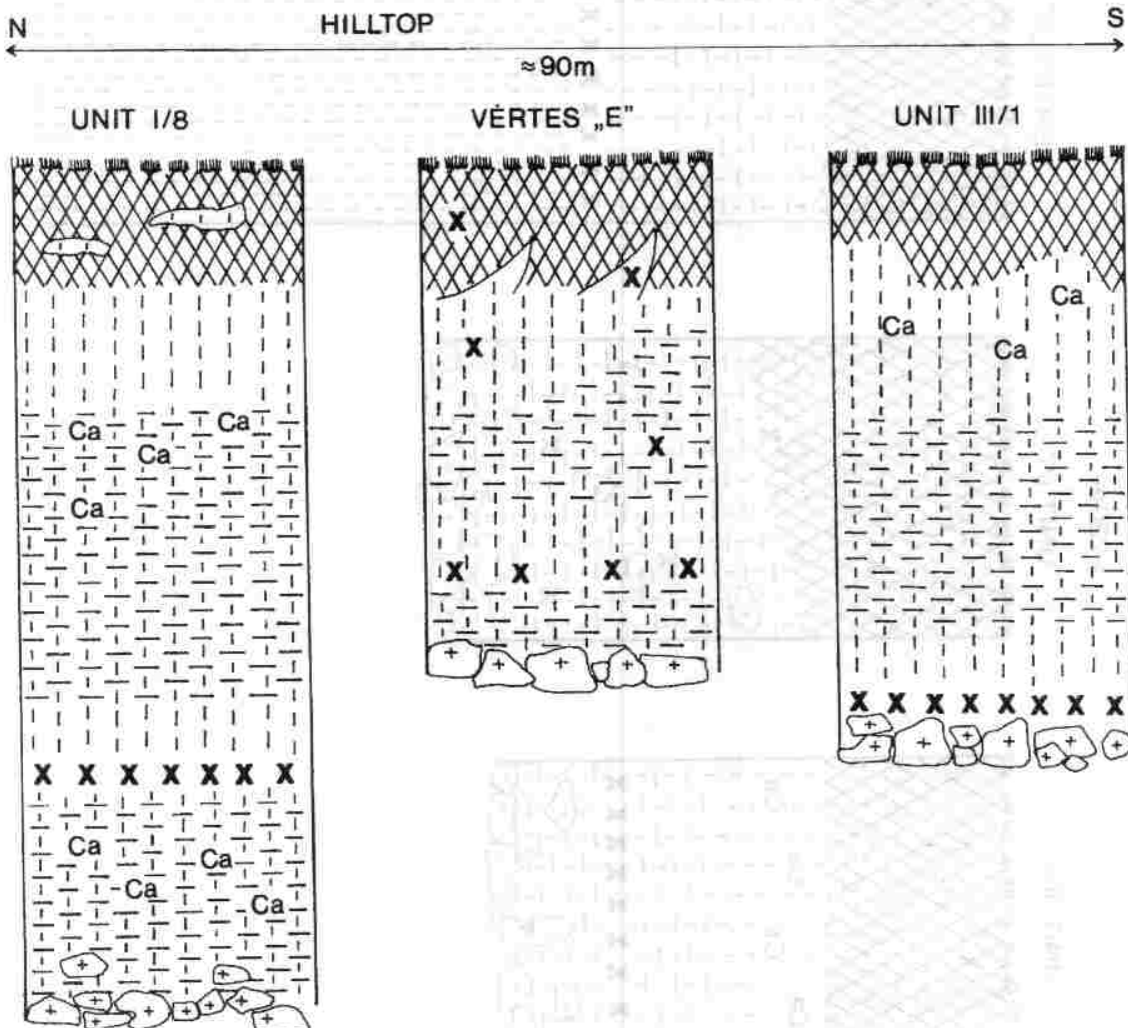 N HILLTOP S
≈90m
UNIT I/8 VÉRTES „E” UNIT III/1
X
X
Ca
Ca Ca
X
Ca Ca Ca
Ca X
Ca
X X X X
X X X X X X X X
X X X X X X X
Ca Ca
Ca
Ca